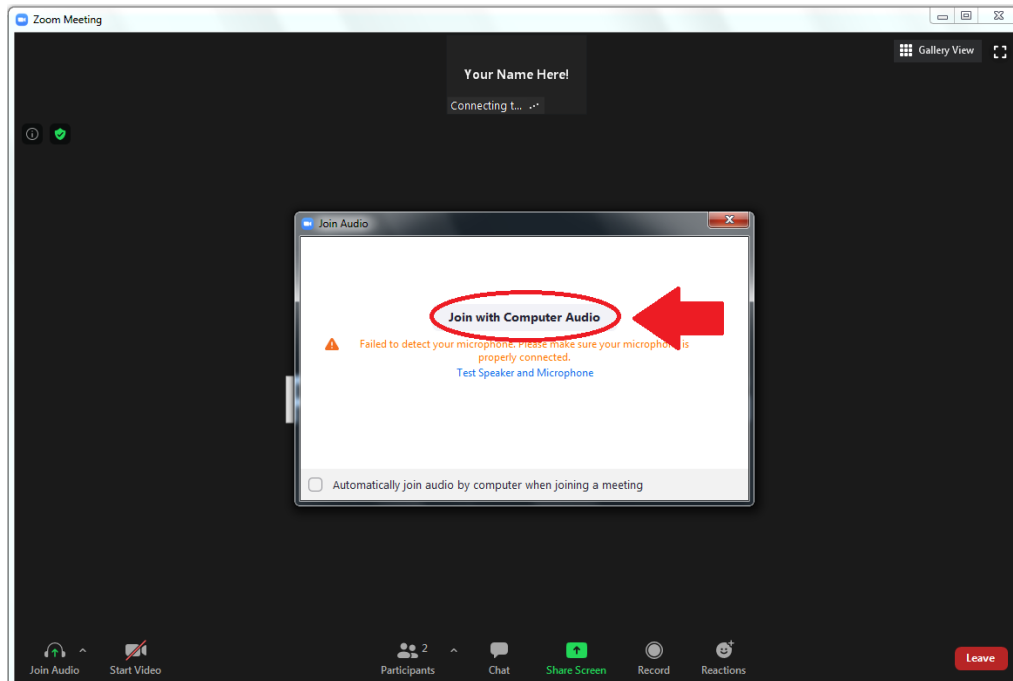 Zoom Meeting
Gallery View
Your Name Here!
Connecting t...
Join Audio
Join with Computer Audio
Failed to detect your microphone. Please make sure your microphone is
properly connected.
Test Speaker and Microphone
Automatically join audio by computer when joining a meeting
2
Join Audio
Start Video
Participants
Chat
Share Screen
Record
Reactions
Leave